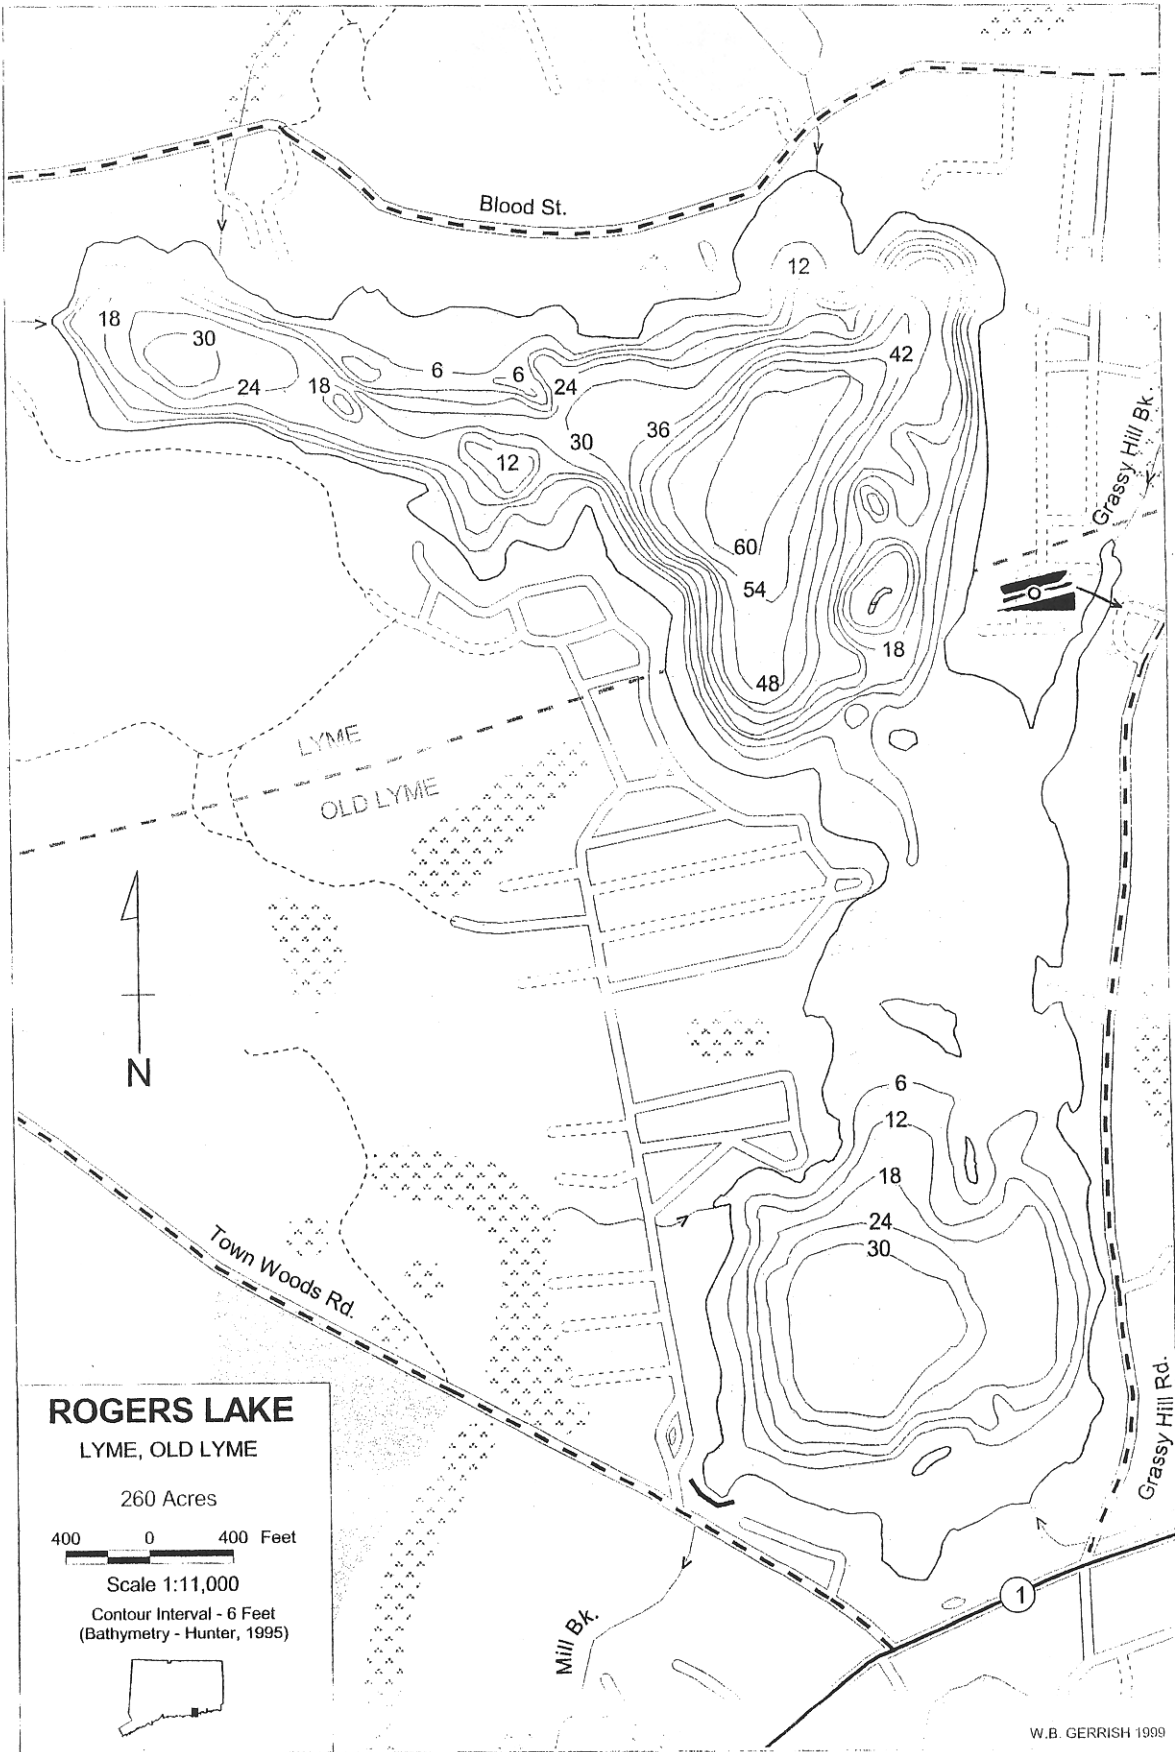 Blood St.
12
18
30
42
6
6
24
18
24
36
30
12
Grassy Hill Bk.
60
54
18
48
LYME
OLD LYME
N
6
12
18
24
30
Town Woods Rd.
Grassy Hill Rd.
ROGERS LAKE
LYME, OLD LYME
260 Acres
400 0 400 Feet
Scale 1:11,000
Contour Interval - 6 Feet
(Bathymetry - Hunter, 1995)
1
Mill Bk.
W.B. GERRISH 1999